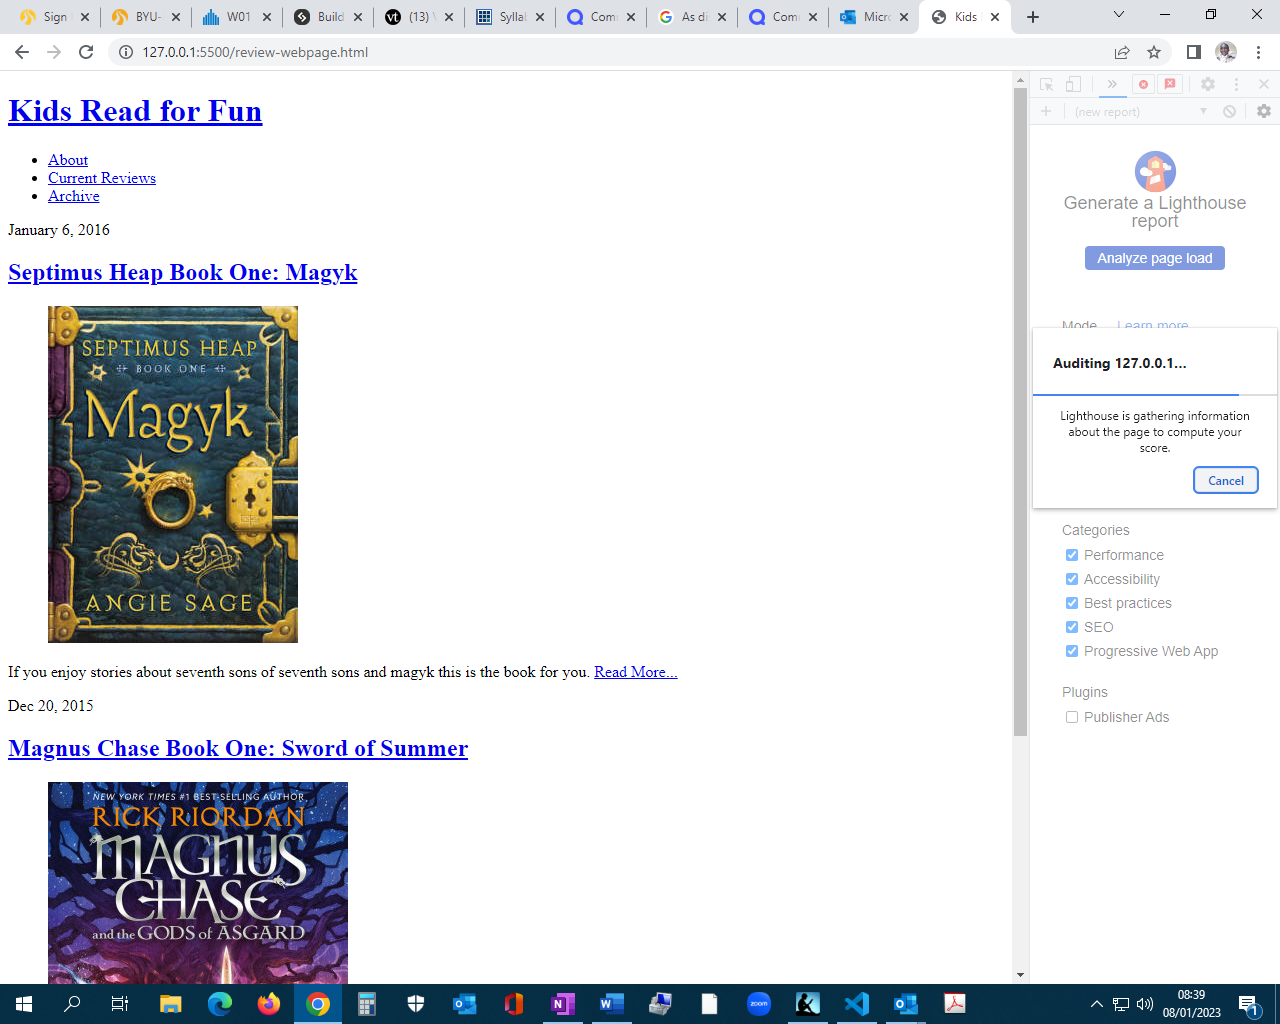 Sign
BYU-
W01
Build
(13)
Sylla
Com
As di
Com
Micro
Kids
127.0.0.1:5500/review-webpage.html
Kids Read for Fun
About
Current Reviews
Archive
January 6, 2016
Septimus Heap Book One: Magyk
SEPTIMUS HEAP
BOOK ONE
Magyk
ANGIE SAGE
If you enjoy stories about seventh sons of seventh sons and magyk this is the book for you. Read More...
Dec 20, 2015
Magnus Chase Book One: Sword of Summer
NEW YORK TIMES #1 BEST-SELLING AUTHOR
RICK RIORDAN
MAGNUS
CHASE
and the GODS of ASGARD
(new report)
Generate a Lighthouse
report
Analyze page load
Mode Learn more
Auditing 127.0.0.1...
Lighthouse is gathering information
about the page to compute your
score.
Cancel
Categories
Performance
Accessibility
Best practices
SEO
Progressive Web App
Plugins
Publisher Ads
zoom
08:39
08/01/2023
1